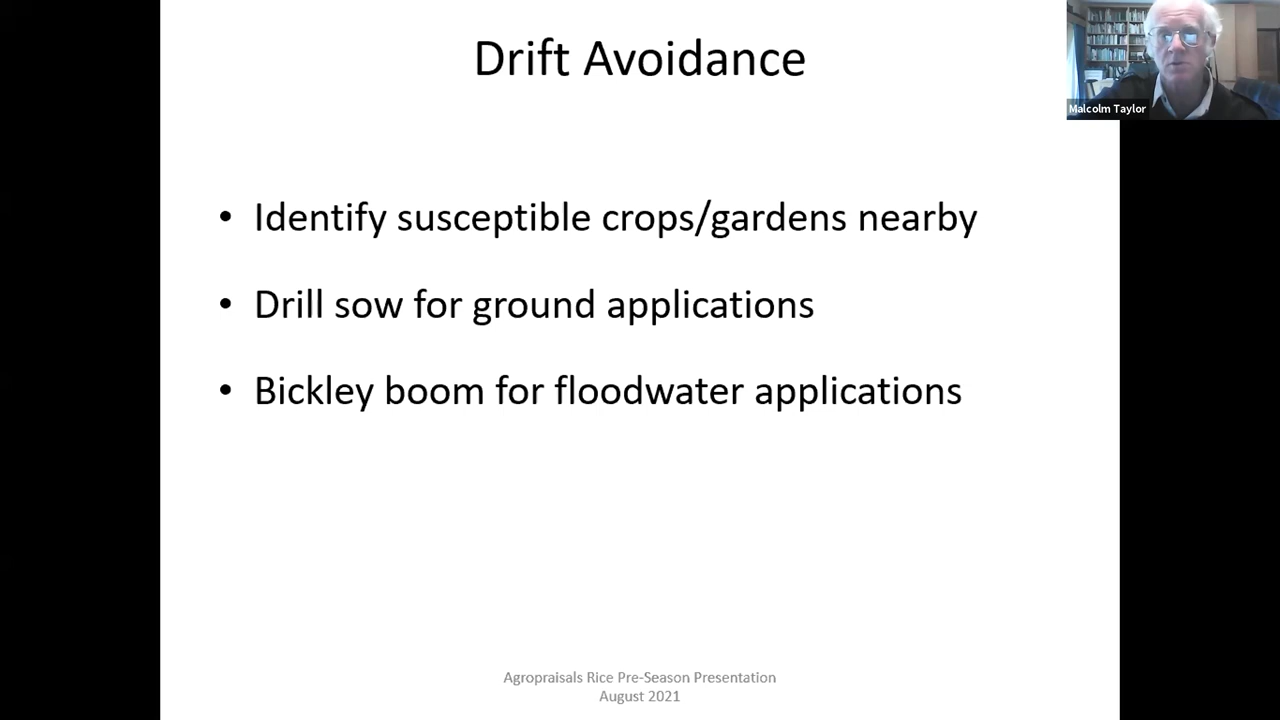 Drift Avoidance
Malcolm Taylor
• Identify susceptible crops/gardens nearby
• Drill sow for ground applications
• Bickley boom for floodwater applications
Agropraisals Rice Pre-Season Presentation
August 2021